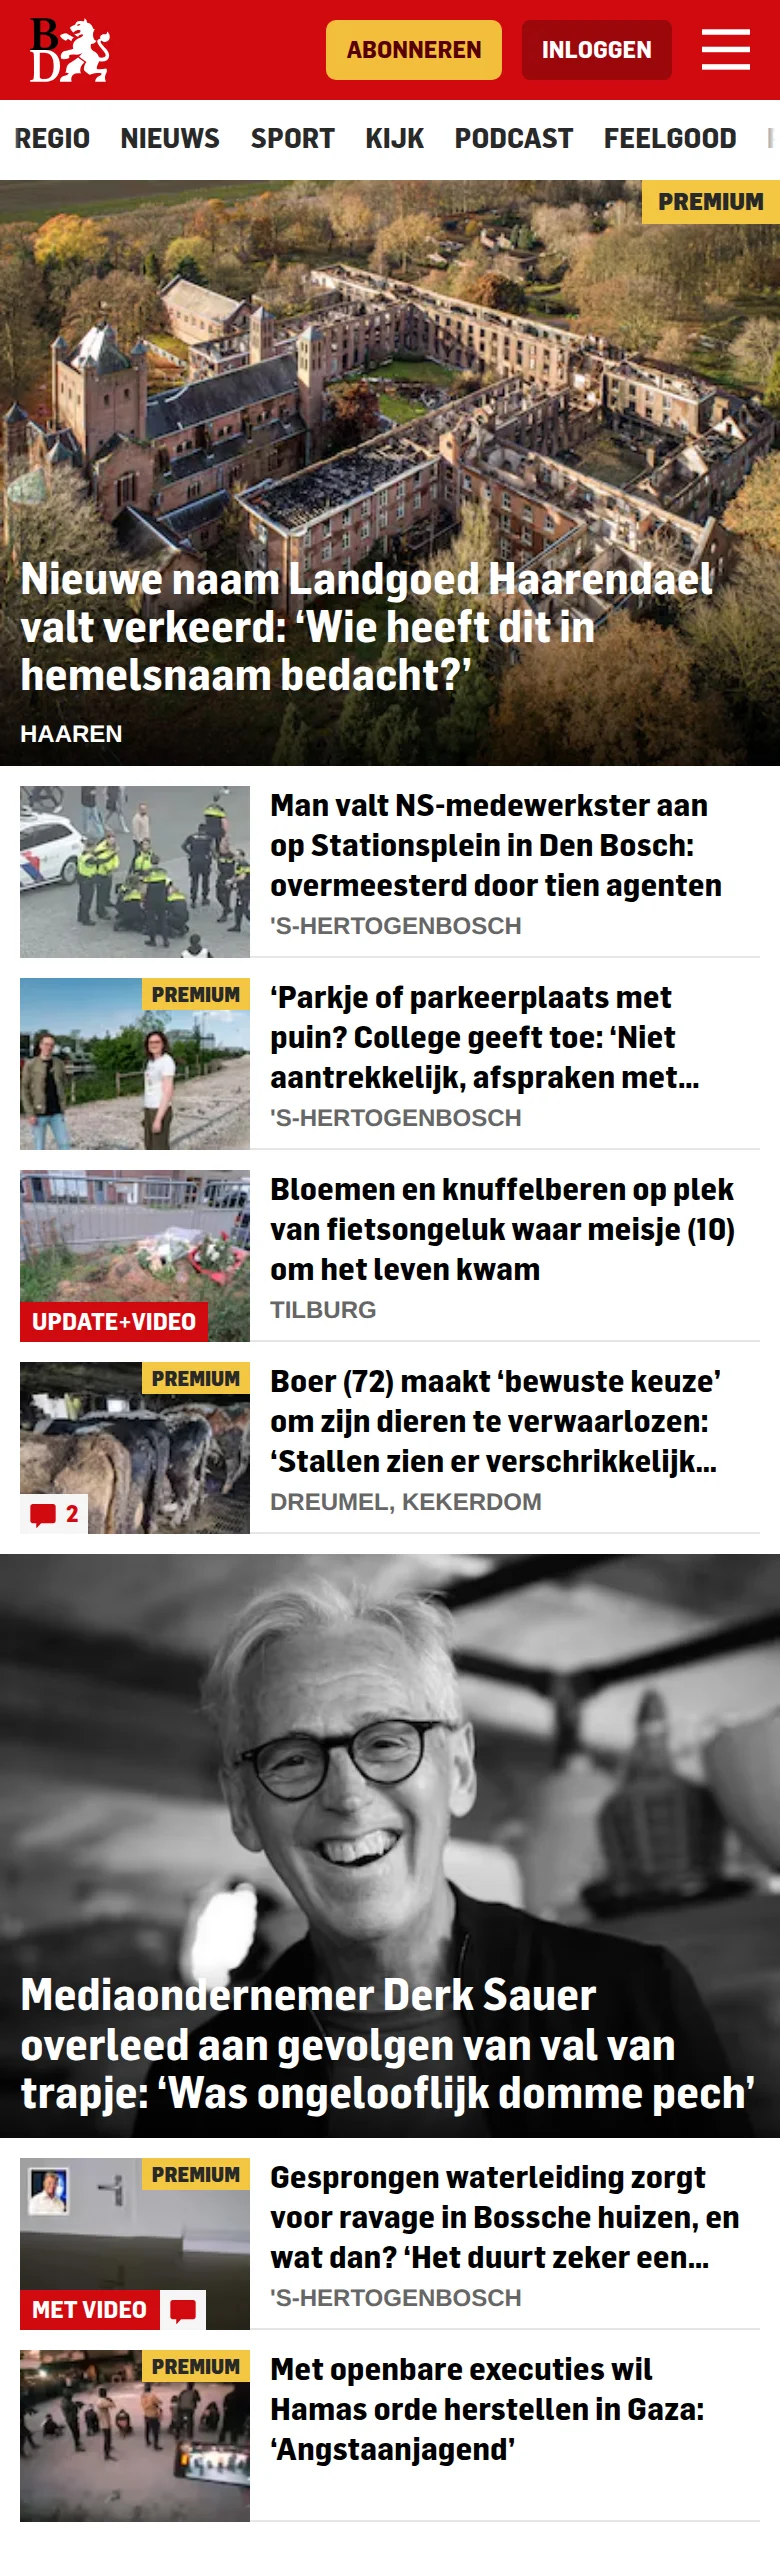 BD
ABONNEREN
INLOGGEN
REGIO NIEUWS SPORT KIJK PODCAST FEELGOOD
PREMIUM
Nieuwe naam Landgoed Haarendael
valt verkeerd: ‘Wie heeft dit in
hemelsnaam bedacht?’
HAAREN
Man valt NS-medewerkster aan
op Stationsplein in Den Bosch:
overmeesterd door tien agenten
'S-HERTOGENBOSCH
PREMIUM
‘Parkje of parkeerplaats met
puin? College geeft toe: ‘Niet
aantrekkelijk, afspraken met...
'S-HERTOGENBOSCH
UPDATE+VIDEO
Bloemen en knuffelberen op plek
van fietsongeluk waar meisje (10)
om het leven kwam
TILBURG
PREMIUM
2
Boer (72) maakt ‘bewuste keuze’
om zijn dieren te verwaarlozen:
‘Stallen zien er verschrikkelijk...
DREUMEL, KEKERDOM
Mediaondernemer Derk Sauer
overleed aan gevolgen van val van
trapje: ‘Was ongelooflijk domme pech’
PREMIUM
MET VIDEO
Gesprongen waterleiding zorgt
voor ravage in Bossche huizen, en
wat dan? ‘Het duurt zeker een...
'S-HERTOGENBOSCH
PREMIUM
Met openbare executies wil
Hamas orde herstellen in Gaza:
‘Angstaanjagend’